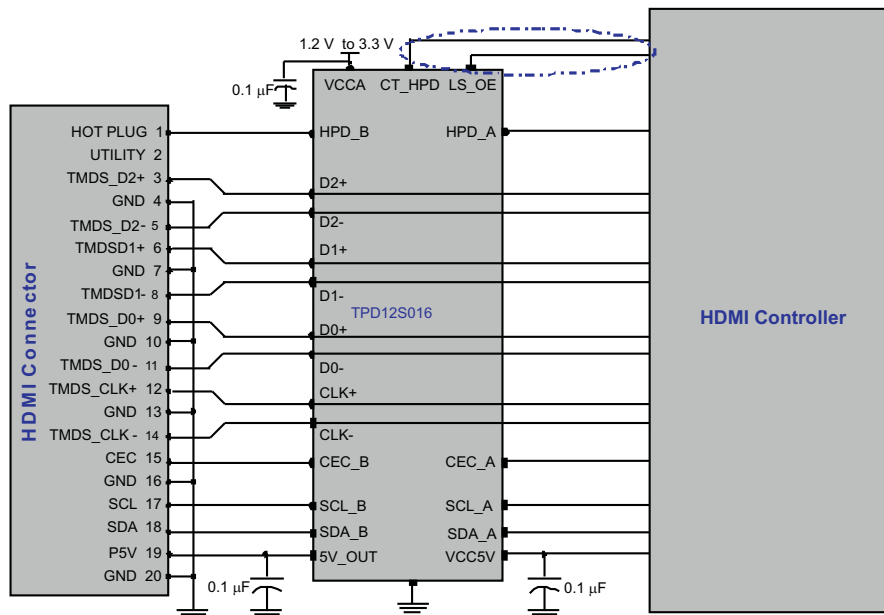 1.2 V to 3.3 V
0.1 µF
VCCA CT_HPD LS_OE
HOT PLUG 1
UTILITY 2
TMDS_D2+ 3
GND 4
TMDS_D2- 5
TMDSD1+ 6
GND 7
TMDSD1- 8
TMDS_D0+ 9
GND 10
TMDS_D0 - 11
TMDS_CLK+ 12
GND 13
TMDS_CLK - 14
CEC 15
GND 16
SCL 17
SDA 18
P5V 19
GND 20
HDMI Connector
HPD_B HPD_A
D2+
D2-
D1+
D1-
TPD12S016
D0+
D0-
CLK+
CLK-
CEC_B CEC_A
SCL_B SCL_A
SDA_B SDA_A
5V_OUT VCC5V
0.1 µF
0.1 µF
HDMI Controller